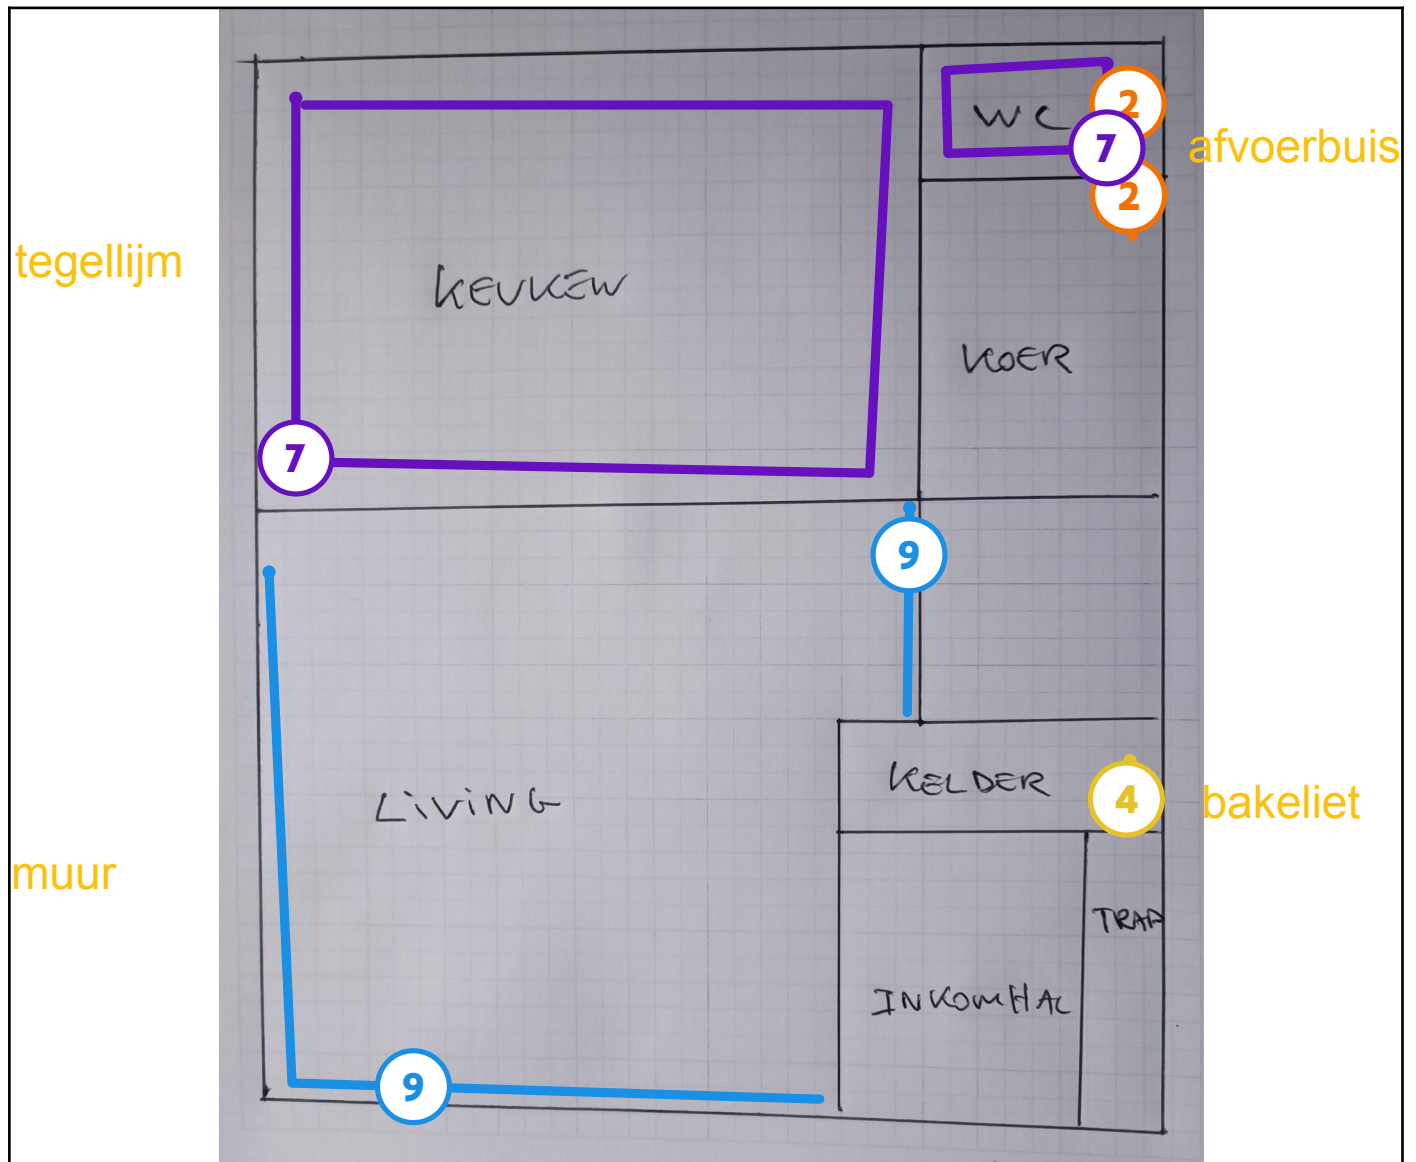 WC
2
7
2
afvoerbuis
tegellijm
KEUKEN
KOER
7
9
KELDER
4
bakeliet
LIVING
muur
TRAP
INKOMHAL
9